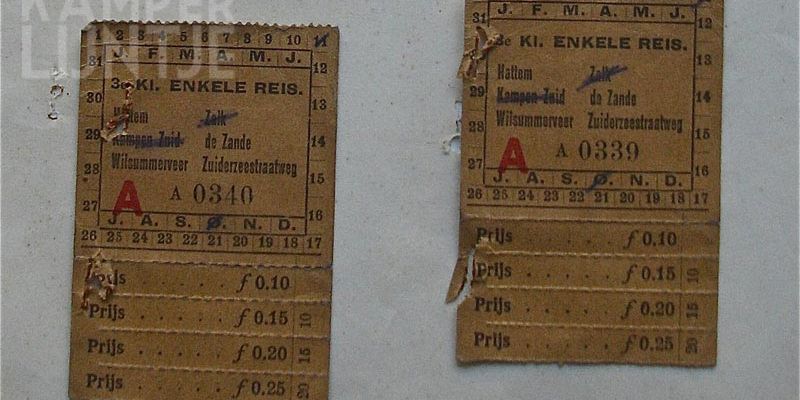 KAMPER
LIJNTJE
1 2 3 4 5 6 7 8 9 10 11
J. F. M. A. M. J.
31 12
3e Kl. ENKELE REIS.
30 13
Hattem Zalk
29 Kampen Zuid de Zande 14
Wilsummerveer Zuiderzeestraatweg
28 15
A A 0340
27 16
J. A. S. O. N. D.
26 25 24 23 22 21 20 19 18 17
Prijs . . . . . ƒ 0.10
Prijs . . . . . ƒ 0.15 10
Prijs . . . . . ƒ 0.20 15
Prijs . . . . . ƒ 0.25 20
J. F. M. A. M. J.
31 12
3e Kl. ENKELE REIS.
30 13
Hattem Zalk
29 Kampen Zuid de Zande 14
Wilsummerveer Zuiderzeestraatweg
28 15
A A 0339
27 16
J. A. S. O. N. D.
26 25 24 23 22 21 20 19 18 17
Prijs . . . . . ƒ 0.10
Prijs . . . . . ƒ 0.15 10
Prijs . . . . . ƒ 0.20 15
Prijs . . . . . ƒ 0.25 20